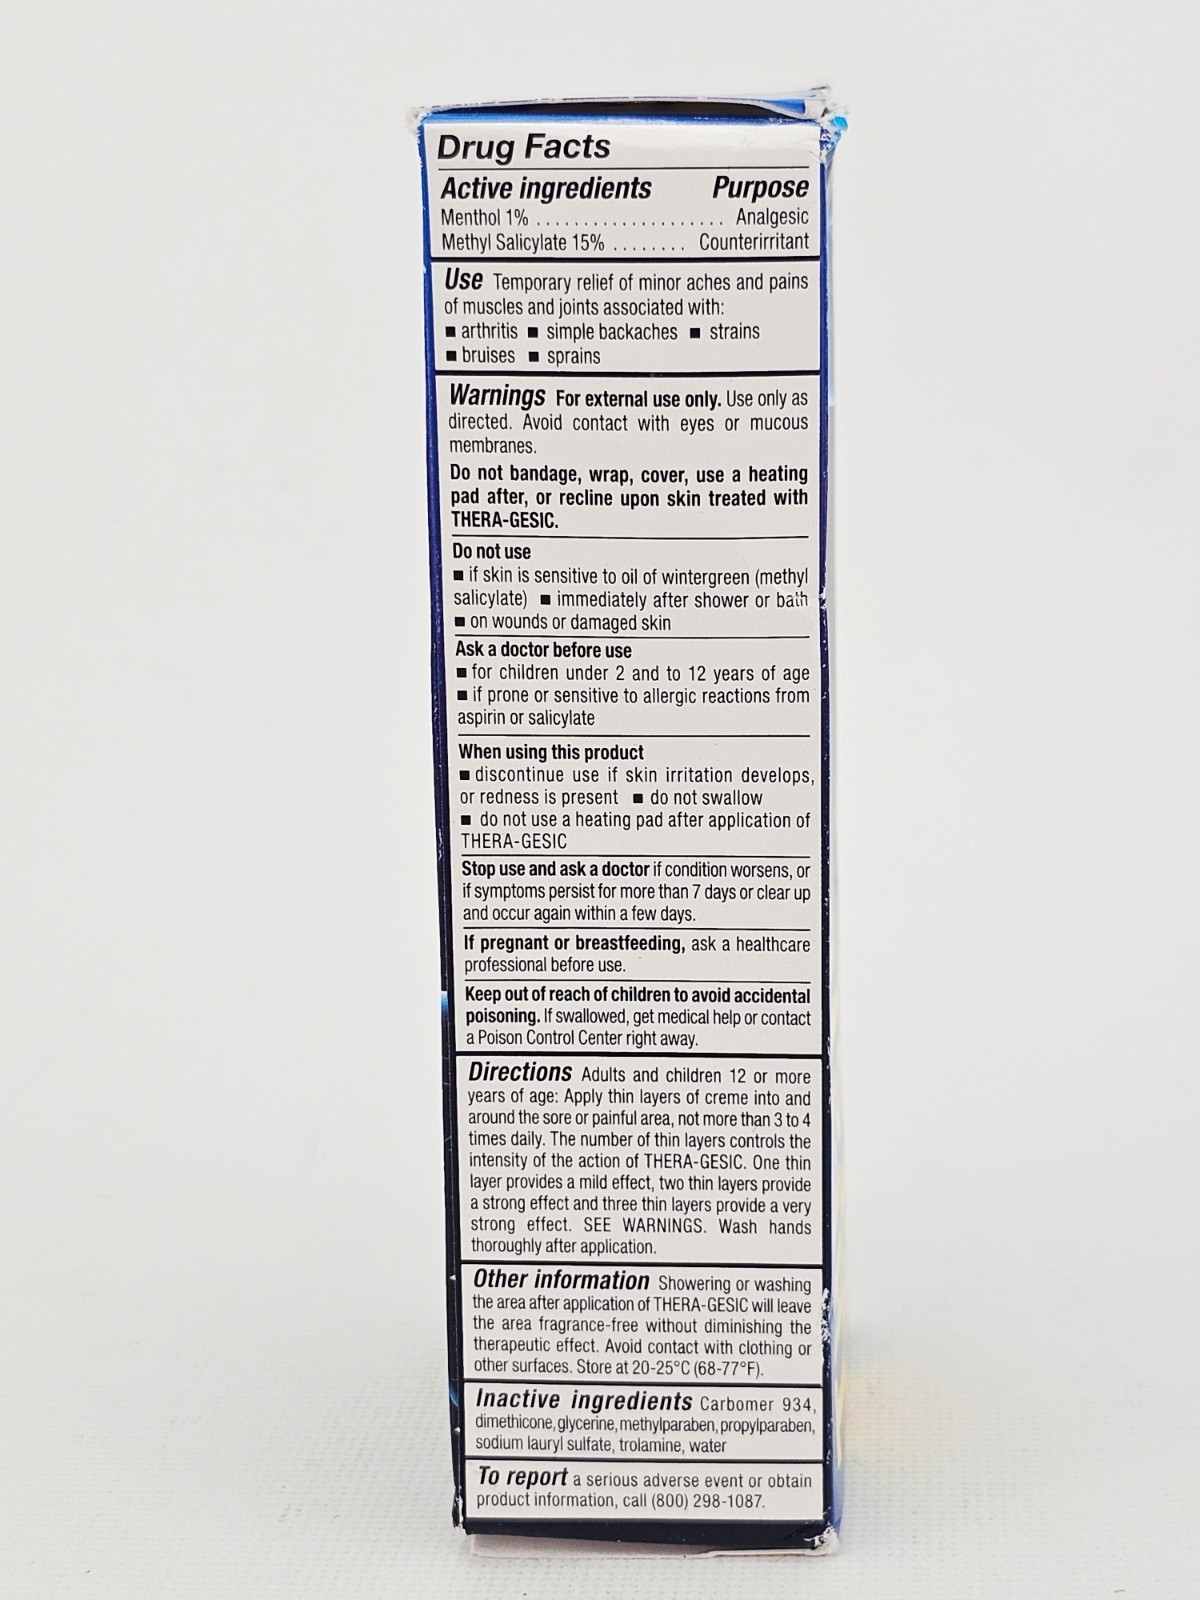 Drug Facts
Active ingredients Purpose
Menthol 1% .................... Analgesic
Methyl Salicylate 15% ........ Counterirritant
Use Temporary relief of minor aches and pains
of muscles and joints associated with:
■ arthritis ■ simple backaches ■ strains
■ bruises ■ sprains
Warnings For external use only. Use only as
directed. Avoid contact with eyes or mucous
membranes.
Do not bandage, wrap, cover, use a heating
pad after, or recline upon skin treated with
THERA-GESIC.
Do not use
■ if skin is sensitive to oil of wintergreen (methyl
salicylate) ■ immediately after shower or bath
■ on wounds or damaged skin
Ask a doctor before use
■ for children under 2 and to 12 years of age
■ if prone or sensitive to allergic reactions from
aspirin or salicylate
When using this product
■ discontinue use if skin irritation develops,
or redness is present ■ do not swallow
■ do not use a heating pad after application of
THERA-GESIC
Stop use and ask a doctor if condition worsens, or
if symptoms persist for more than 7 days or clear up
and occur again within a few days.
If pregnant or breastfeeding, ask a healthcare
professional before use.
Keep out of reach of children to avoid accidental
poisoning. If swallowed, get medical help or contact
a Poison Control Center right away.
Directions Adults and children 12 or more
years of age: Apply thin layers of creme into and
around the sore or painful area, not more than 3 to 4
times daily. The number of thin layers controls the
intensity of the action of THERA-GESIC. One thin
layer provides a mild effect, two thin layers provide
a strong effect and three thin layers provide a very
strong effect. SEE WARNINGS. Wash hands
thoroughly after application.
Other information Showering or washing
the area after application of THERA-GESIC will leave
the area fragrance-free without diminishing the
therapeutic effect. Avoid contact with clothing or
other surfaces. Store at 20-25°C (68-77°F).
Inactive ingredients Carbomer 934,
dimethicone, glycerine, methylparaben, propylparaben,
sodium lauryl sulfate, trolamine, water
To report a serious adverse event or obtain
product information, call (800) 298-1087.